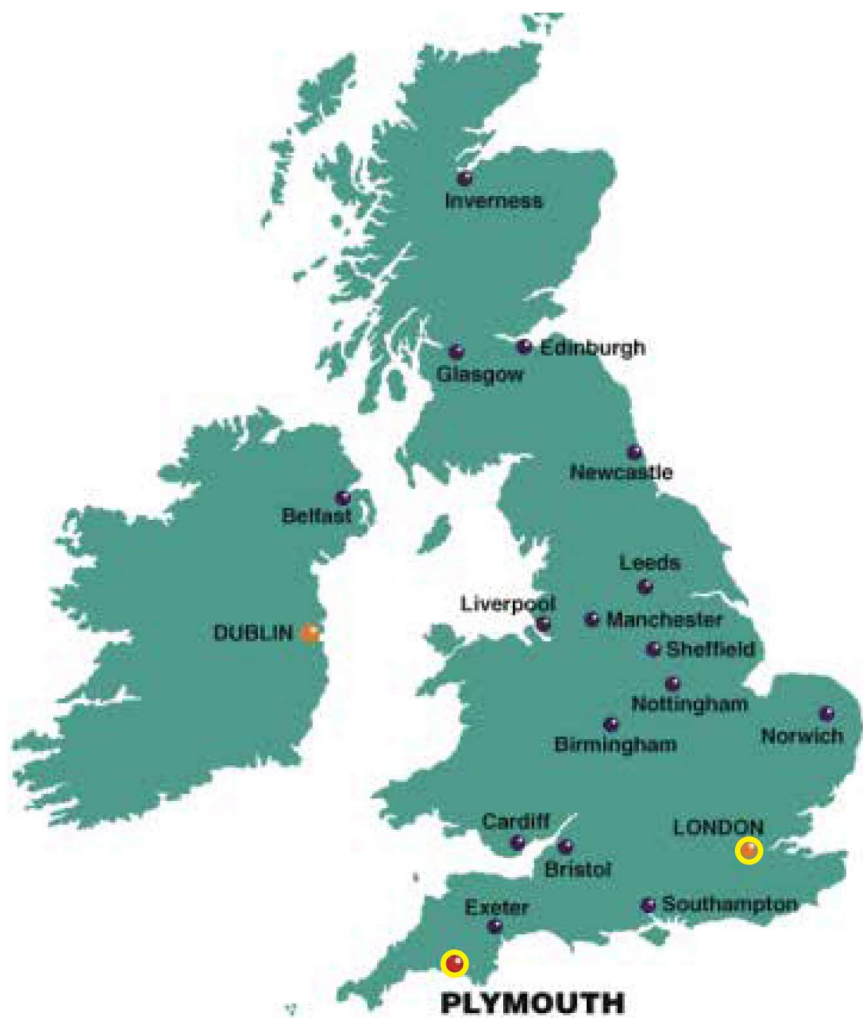 Inverness
Edinburgh
Glasgow
Newcastle
Belfast
Leeds
Liverpool
Manchester
DUBLIN
Sheffield
Nottingham
Norwich
Birmingham
Cardiff
LONDON
Bristol
Exeter
Southampton
PLYMOUTH